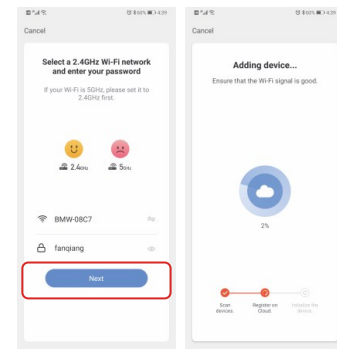 Cancel
Select a 2.4GHz Wi-Fi network
and enter your password
If your Wi-Fi is 5GHz, please set it to
2.4GHz first.
2.4GHz
5GHz
BMW-08C7
fanqiang
Next
4:39
Cancel
Adding device...
Ensure that the Wi-Fi signal is good.
2%
Scan
devices.
Register on
Cloud.
Initialize the
device.